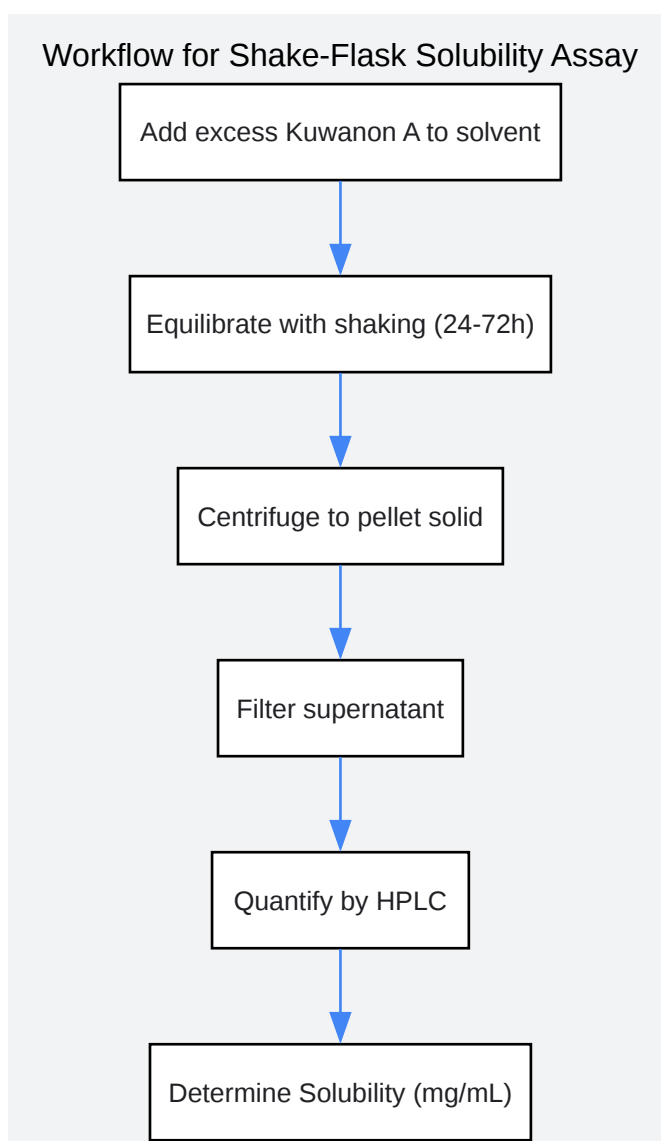 Workflow for Shake-Flask Solubility Assay
Add excess Kuwanon A to solvent
Equilibrate with shaking (24-72h)
Centrifuge to pellet solid
Filter supernatant
Quantify by HPLC
Determine Solubility (mg/mL)